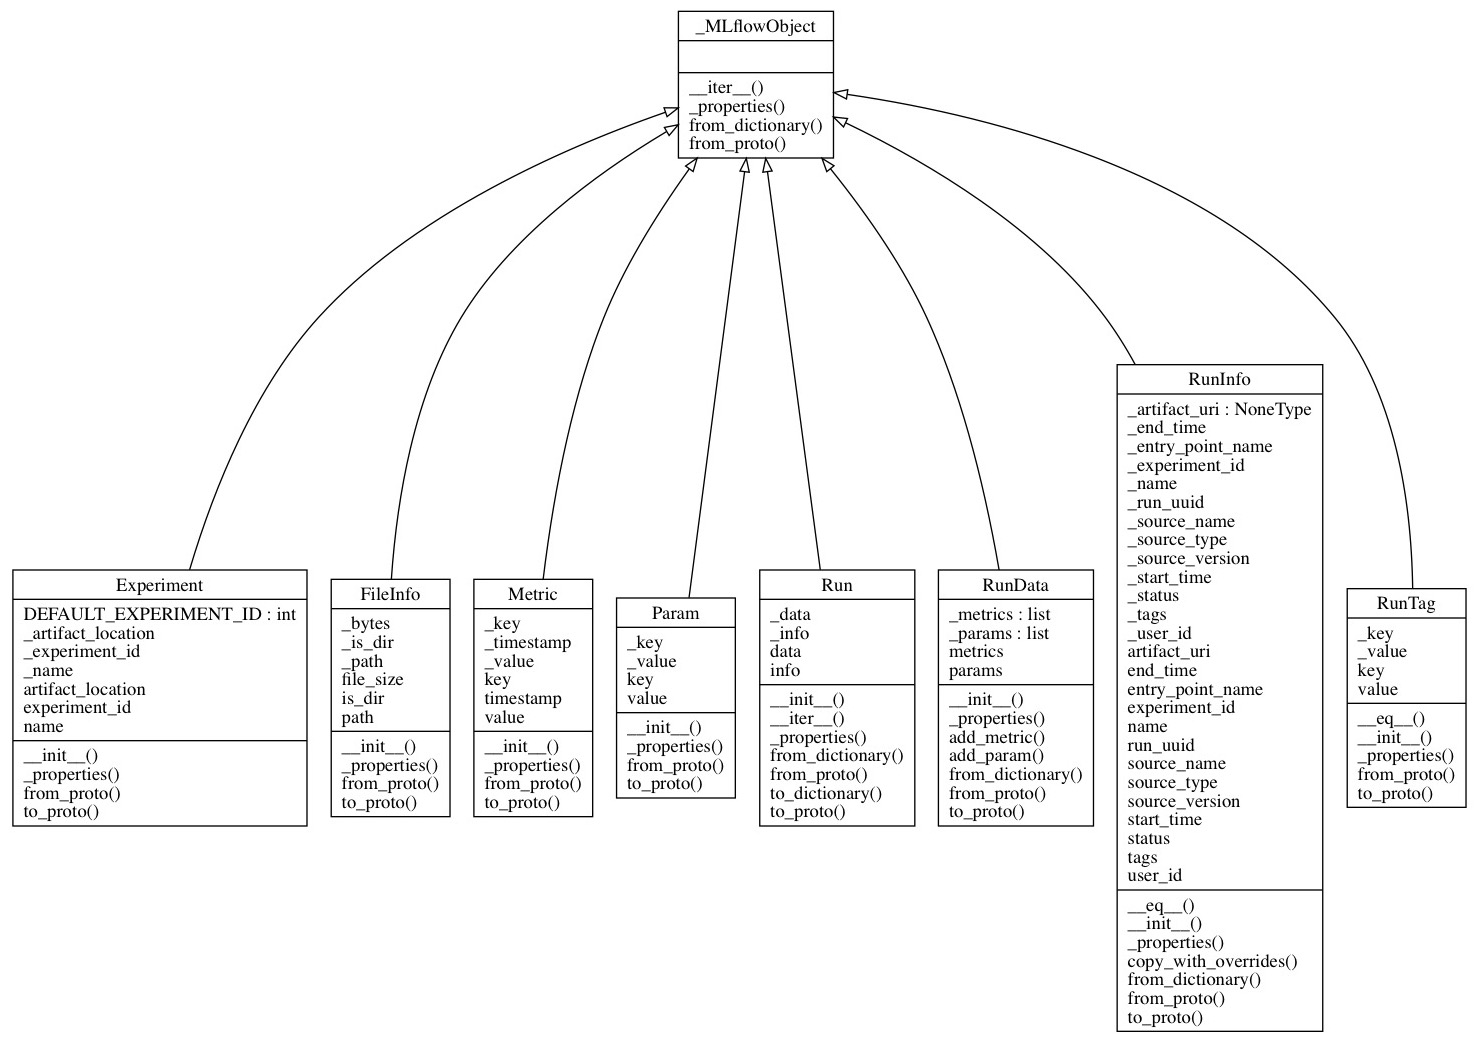 _MLflowObject
__iter__()
_properties()
from_dictionary()
from_proto()
Experiment
DEFAULT_EXPERIMENT_ID : int
_artifact_location
_experiment_id
_name
artifact_location
experiment_id
name
__init__()
_properties()
from_proto()
to_proto()
FileInfo
_bytes
_is_dir
_path
file_size
is_dir
path
__init__()
_properties()
from_proto()
to_proto()
Metric
_key
_timestamp
_value
key
timestamp
value
__init__()
_properties()
from_proto()
to_proto()
Param
_key
_value
key
value
__init__()
_properties()
from_proto()
to_proto()
Run
_data
_info
data
info
__init__()
__iter__()
_properties()
from_dictionary()
from_proto()
to_dictionary()
to_proto()
RunData
_metrics : list
_params : list
metrics
params
__init__()
_properties()
add_metric()
add_param()
from_dictionary()
from_proto()
to_proto()
RunInfo
_artifact_uri : NoneType
_end_time
_entry_point_name
_experiment_id
_name
_run_uuid
_source_name
_source_type
_source_version
_start_time
_status
_tags
_user_id
artifact_uri
end_time
entry_point_name
experiment_id
name
run_uuid
source_name
source_type
source_version
start_time
status
tags
user_id
__eq__()
__init__()
_properties()
copy_with_overrides()
from_dictionary()
from_proto()
to_proto()
RunTag
_key
_value
key
value
__eq__()
__init__()
_properties()
from_proto()
to_proto()